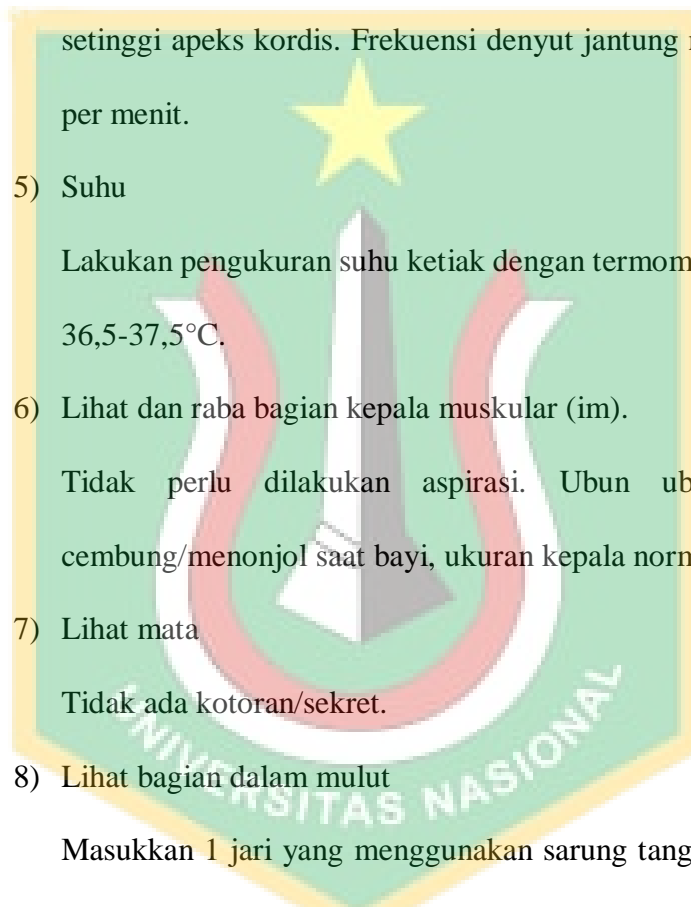 setinggi apeks kordis. Frekuensi denyut jantung
per menit.
5) Suhu
Lakukan pengukuran suhu ketiak dengan
36,5-37,5°C.
6) Lihat dan raba bagian kepala muskular (im).
Tidak perlu dilakukan aspirasi. Ubun
cembung/menonjol saat bayi, ukuran kepala
7) Lihat mata
Tidak ada kotoran/sekret.
8) Lihat bagian dalam mulut
Masukkan 1 jari yang menggunakan sarung
UNIVERSITAS NASIONAL